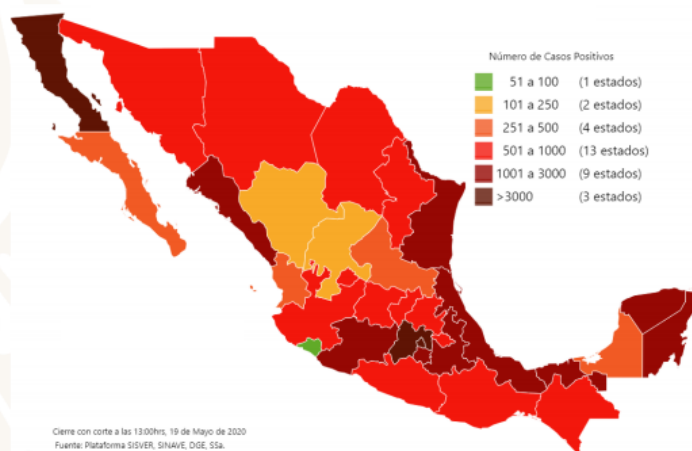 Número de Casos Positivos
51 a 100 (1 estados)
101 a 250 (2 estados)
251 a 500 (4 estados)
501 a 1000 (13 estados)
1001 a 3000 (9 estados)
>3000 (3 estados)
Cierre con corte a las 13:00hrs, 19 de Mayo de 2020
Fuente: Plataforma SISVER, SINAVE, DGE, SSa.